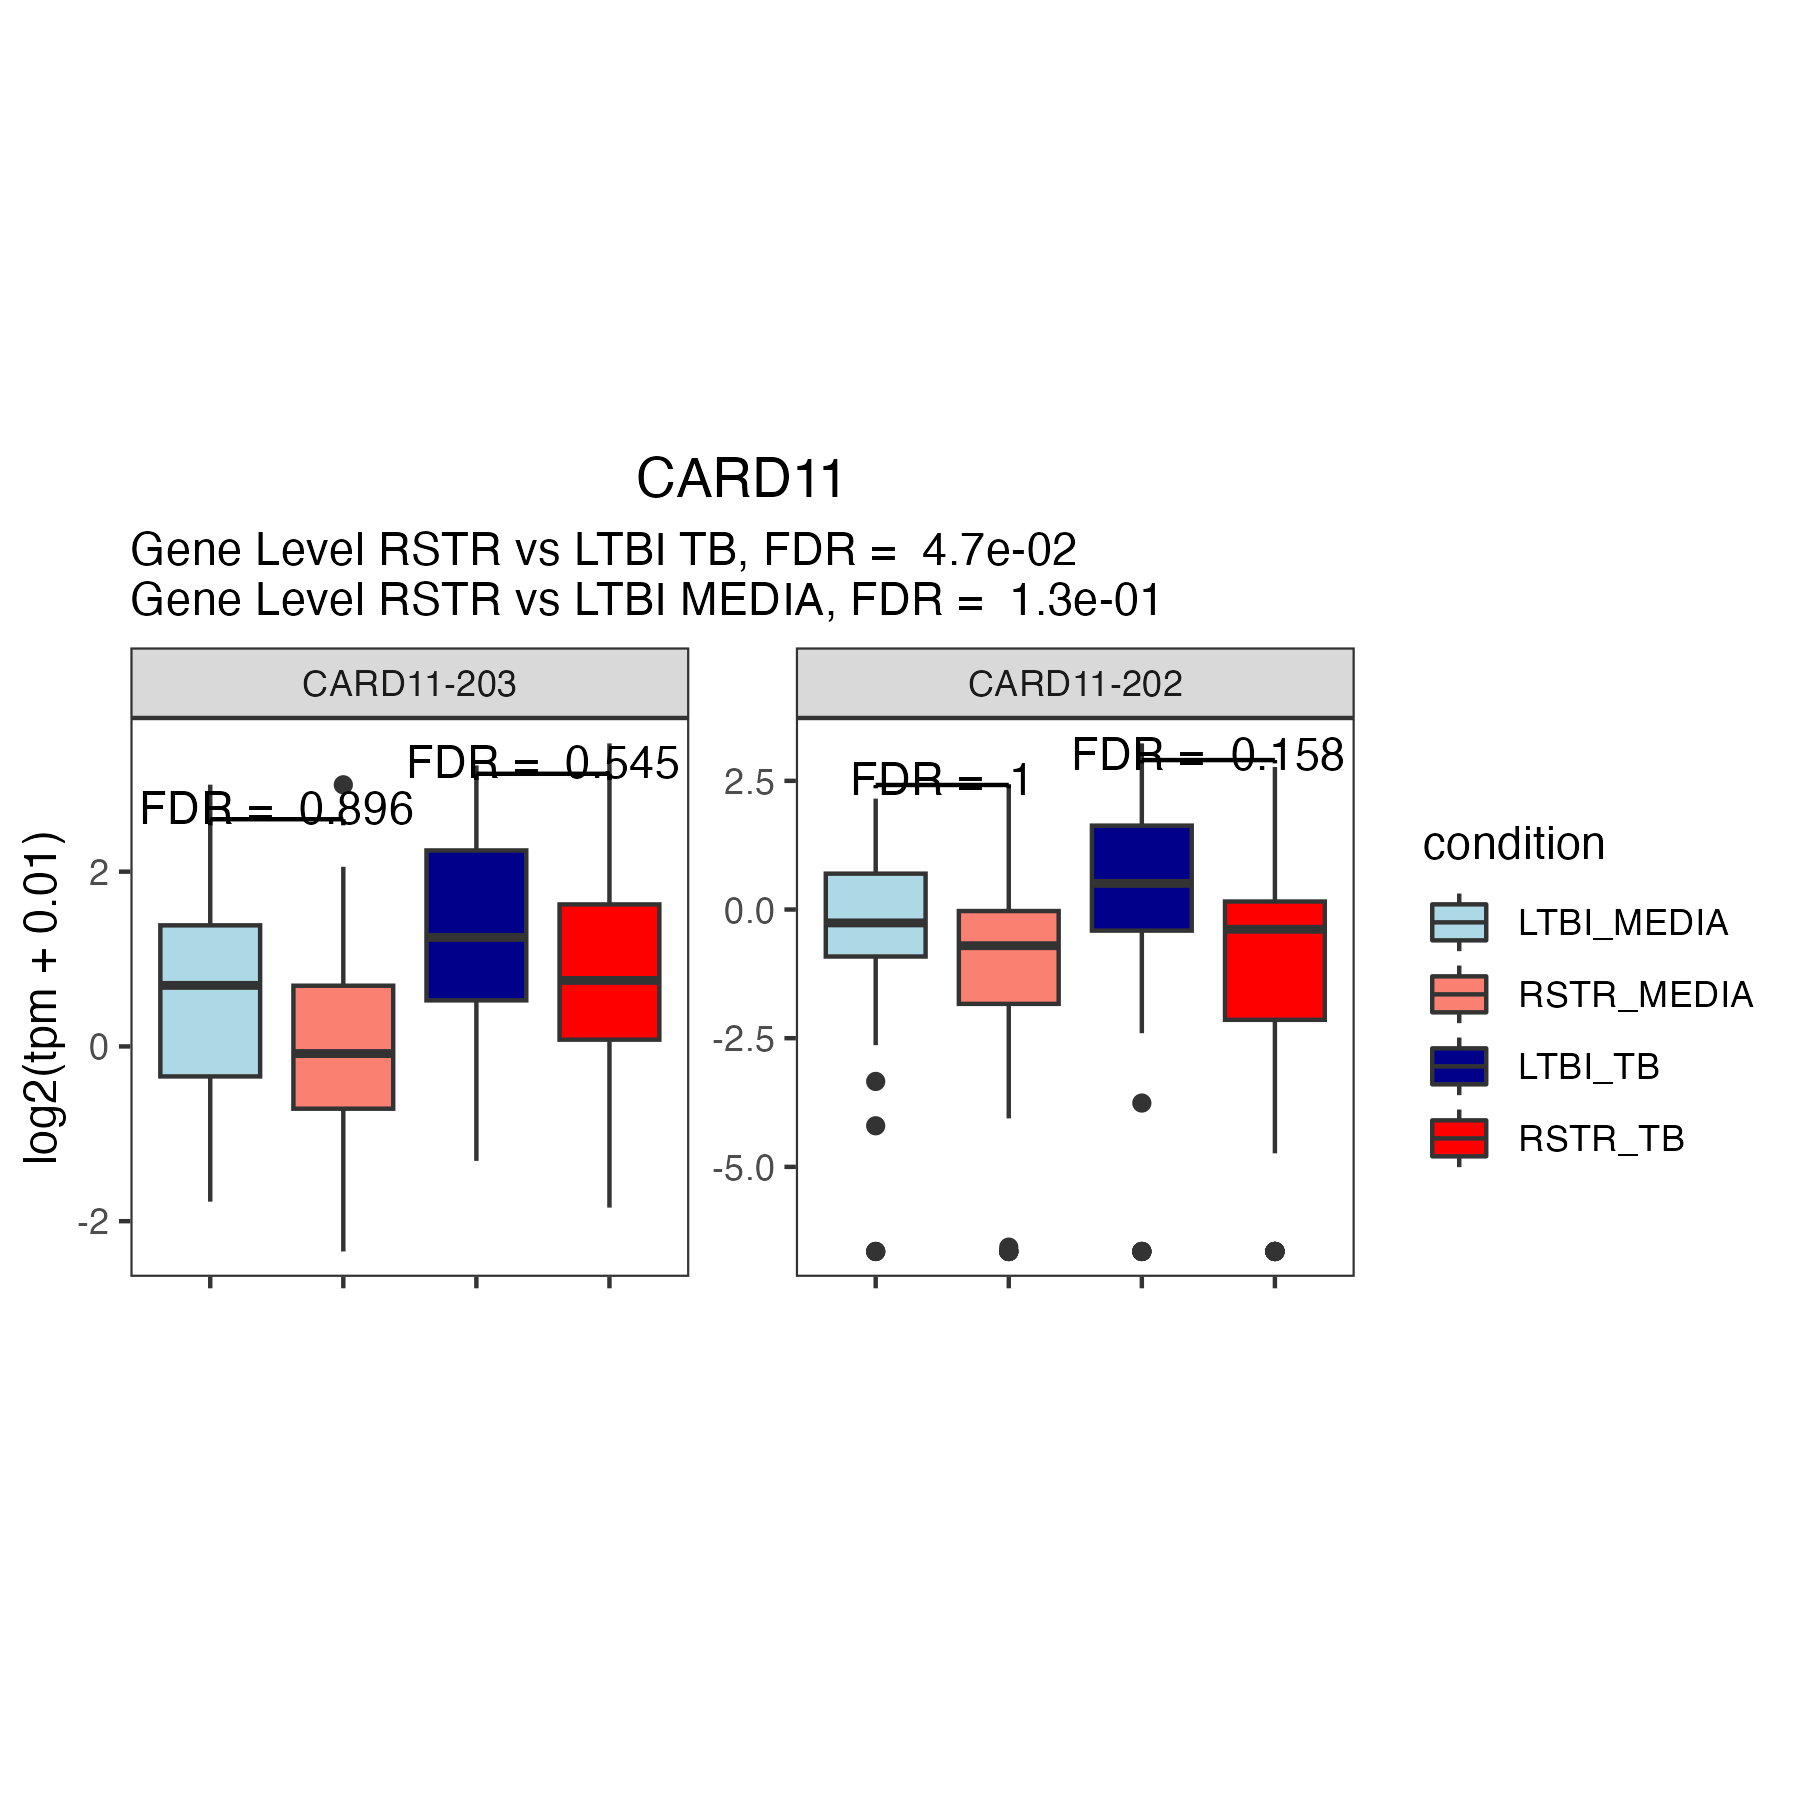 CARD11
Gene Level RSTR vs LTBI TB, FDR =  4.7e-02
Gene Level RSTR vs LTBI MEDIA, FDR =  1.3e-01
CARD11-203
CARD11-202
FDR =  0.896
FDR =  0.545
FDR =  1
FDR =  0.158
log2(tpm + 0.01)
2
0
-2
2.5
0.0
-2.5
-5.0
condition
LTBI_MEDIA
RSTR_MEDIA
LTBI_TB
RSTR_TB